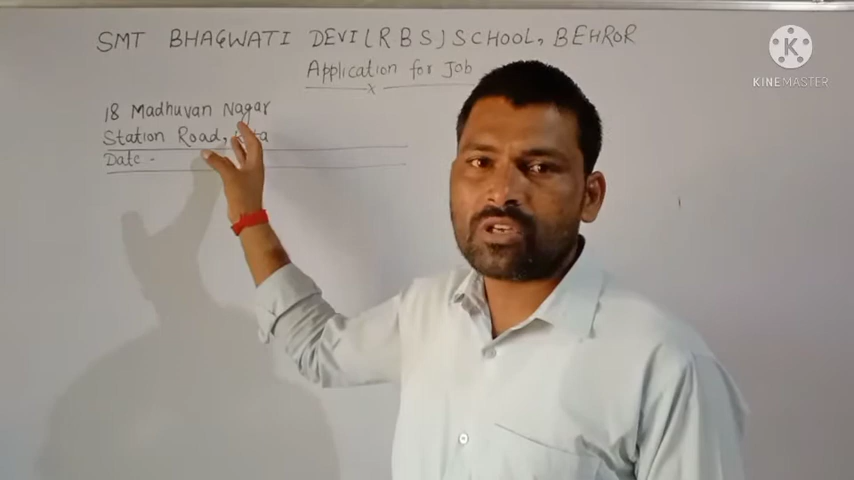 SMT BHAGWATI DEVI ( R B S ) SCHOOL, BEHROR
Application for Job
x
18 Madhuvan Nagar
Station Road,
Date -
K
KINEMASTER